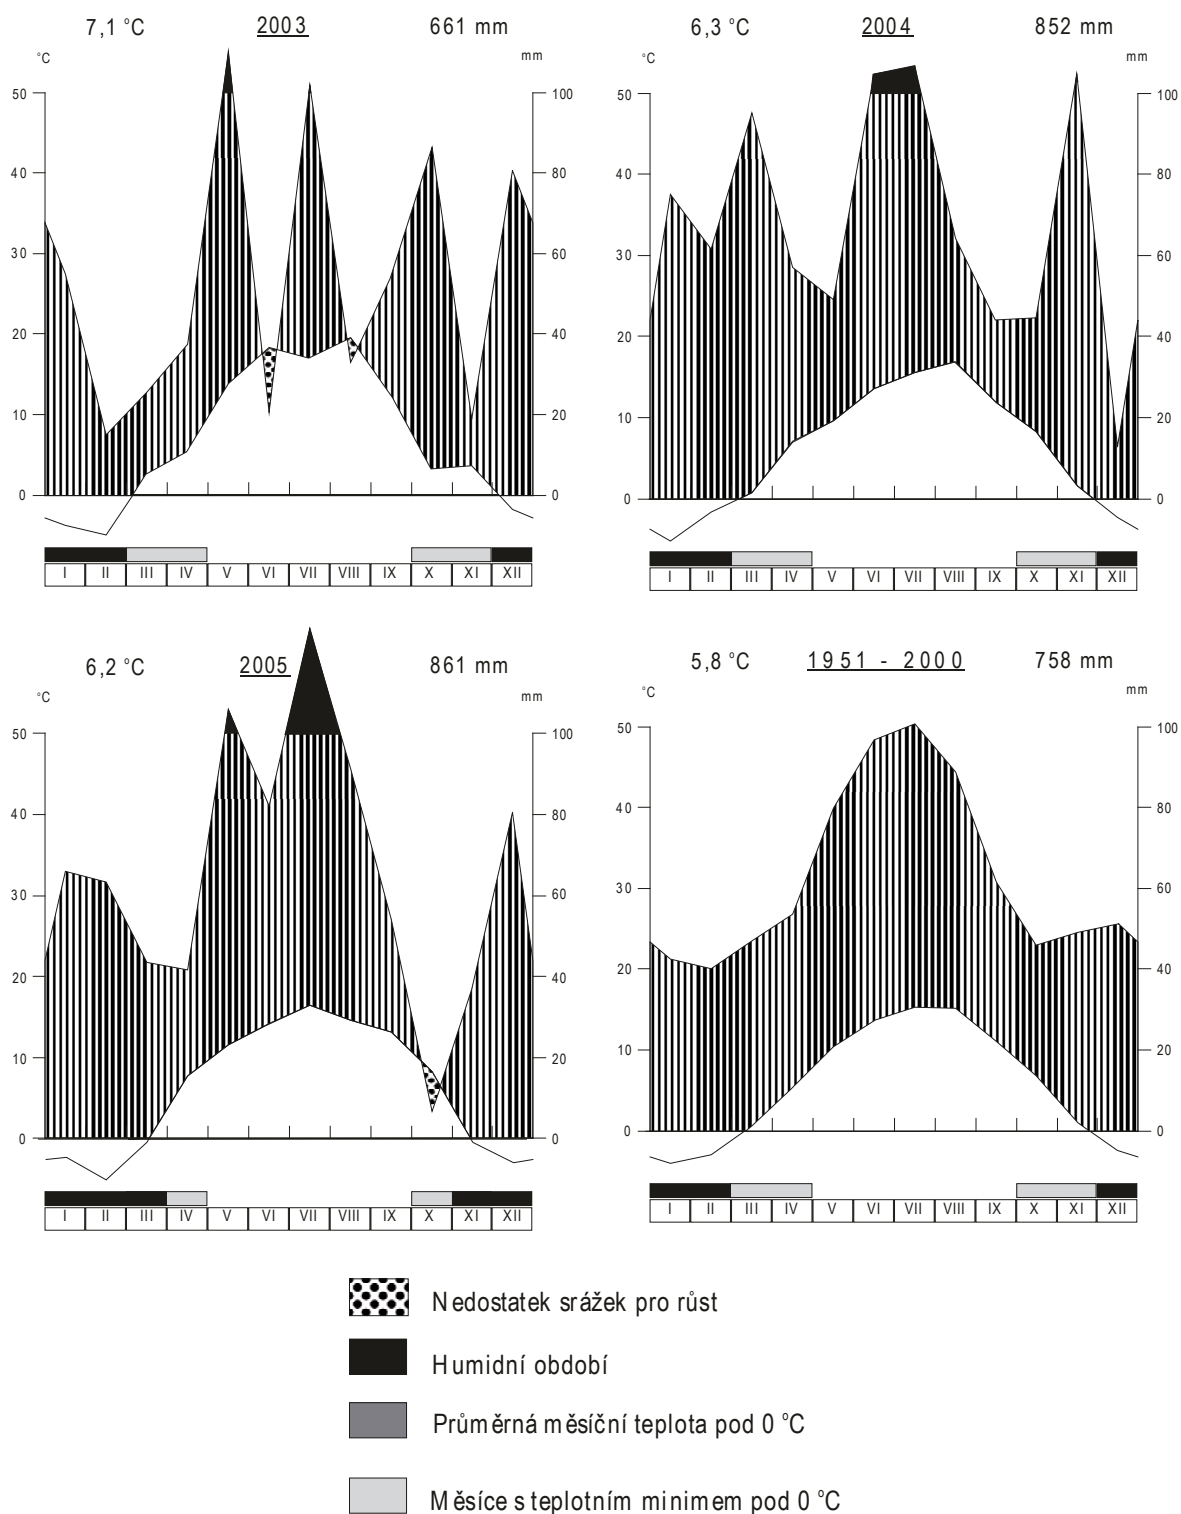 7,1 °C 2003 661 mm
°C mm
50 100
40 80
30 60
20 40
10 20
0 0
I II III IV V VI VII VIII IX X XI XII
6,3 °C 2004 852 mm
°C mm
50 100
40 80
30 60
20 40
10 20
0 0
I II III IV V VI VII VIII IX X XI XII
6,2 °C 2005 861 mm
°C mm
50 100
40 80
30 60
20 40
10 20
0 0
I II III IV V VI VII VIII IX X XI XII
5,8 °C 1951 - 2000 758 mm
°C mm
50 100
40 80
30 60
20 40
10 20
0 0
I II III IV V VI VII VIII IX X XI XII
Nedostatek srážek pro růst
Humidní období
Průměrná měsíční teplota pod 0 °C
Měsíce s teplotním minimem pod 0 °C